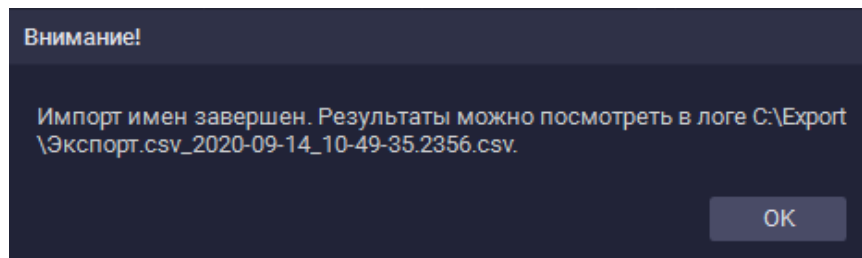 Внимание!
Импорт имен завершен. Результаты можно посмотреть в логе C:\Export
\Экспорт.csv_2020-09-14_10-49-35.2356.csv.
OK